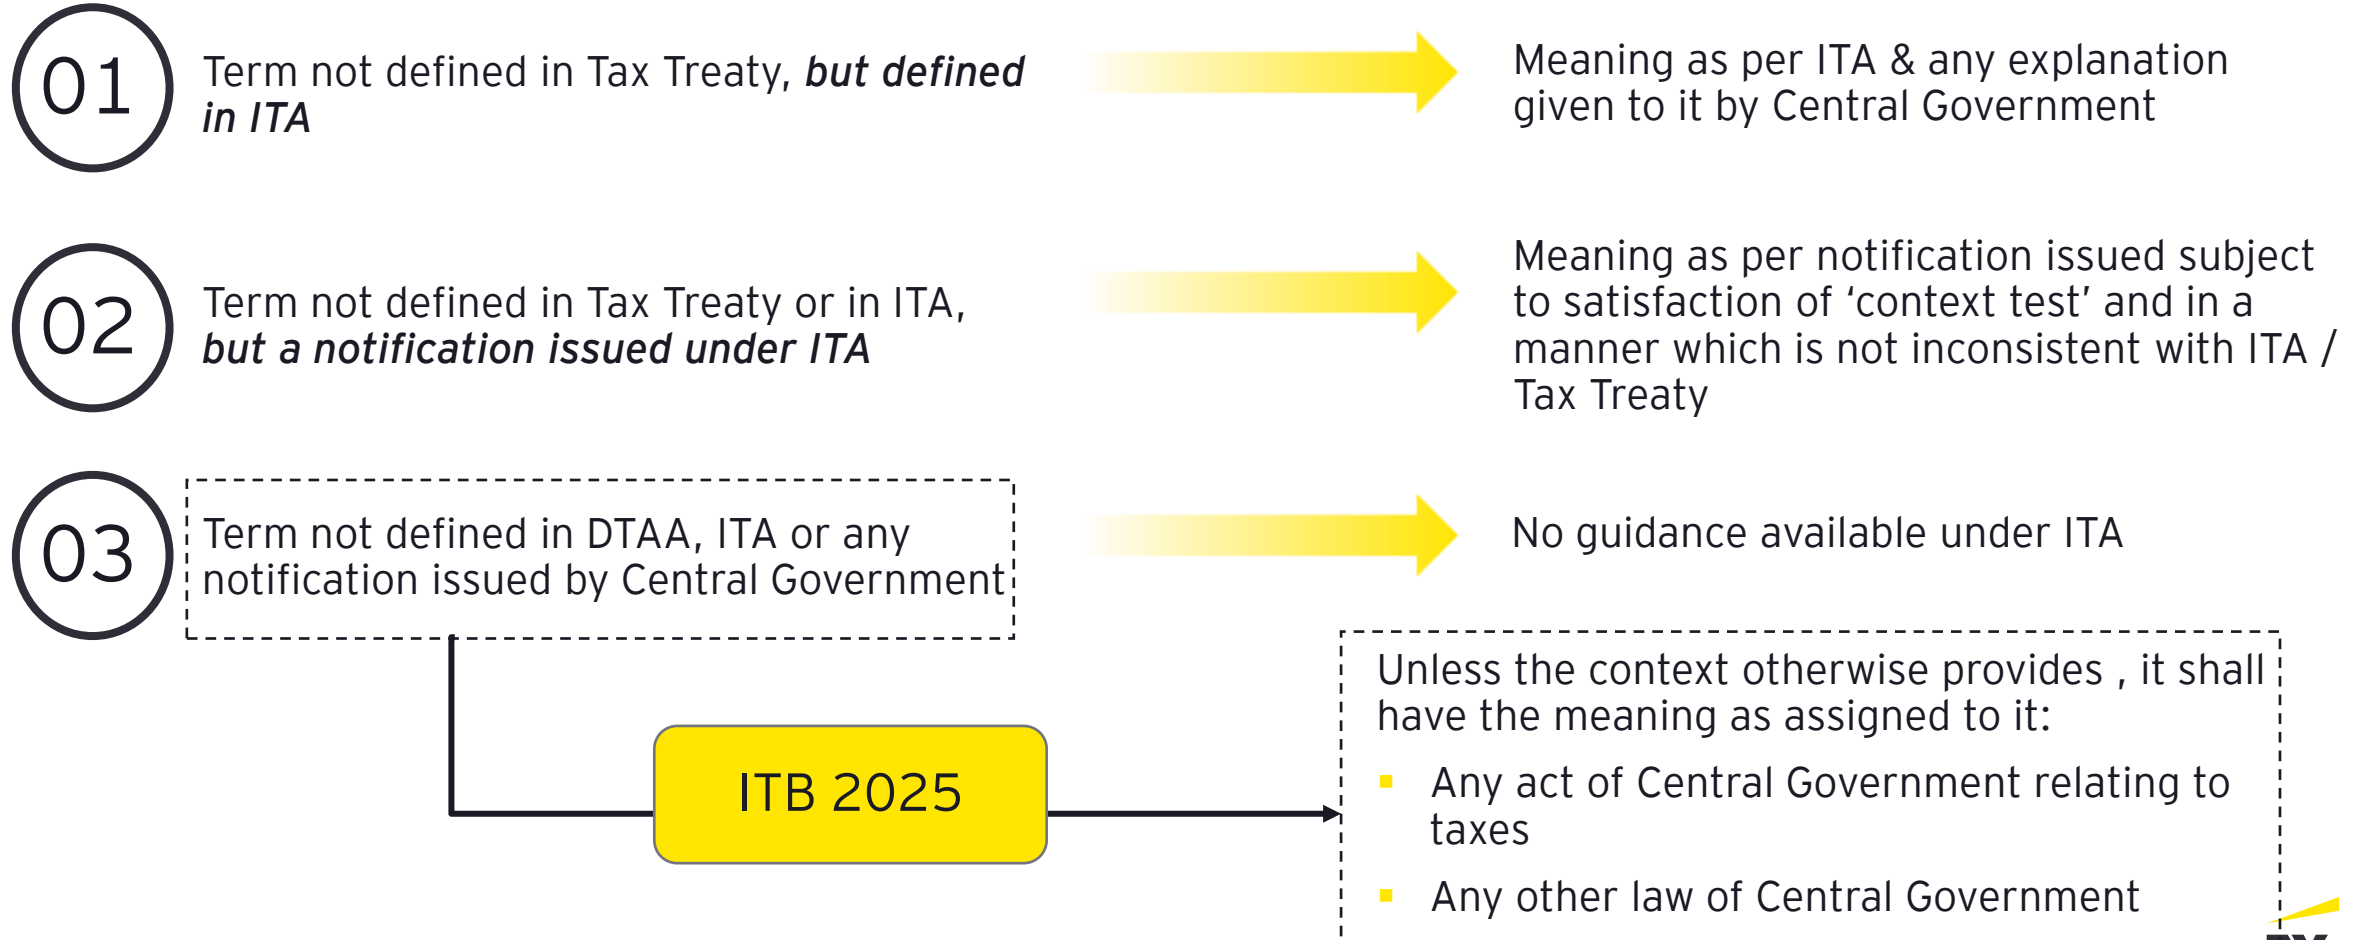 01
Term not defined in Tax Treaty, but defined
in ITA
Meaning as per ITA & any explanation
given to it by Central Government
02
Term not defined in Tax Treaty or in ITA,
but a notification issued under ITA
Meaning as per notification issued subject
to satisfaction of ‘context test’ and in a
manner which is not inconsistent with ITA /
Tax Treaty
03
Term not defined in DTAA, ITA or any
notification issued by Central Government
No guidance available under ITA
ITB 2025
Unless the context otherwise provides , it shall
have the meaning as assigned to it:
Any act of Central Government relating to
taxes
Any other law of Central Government